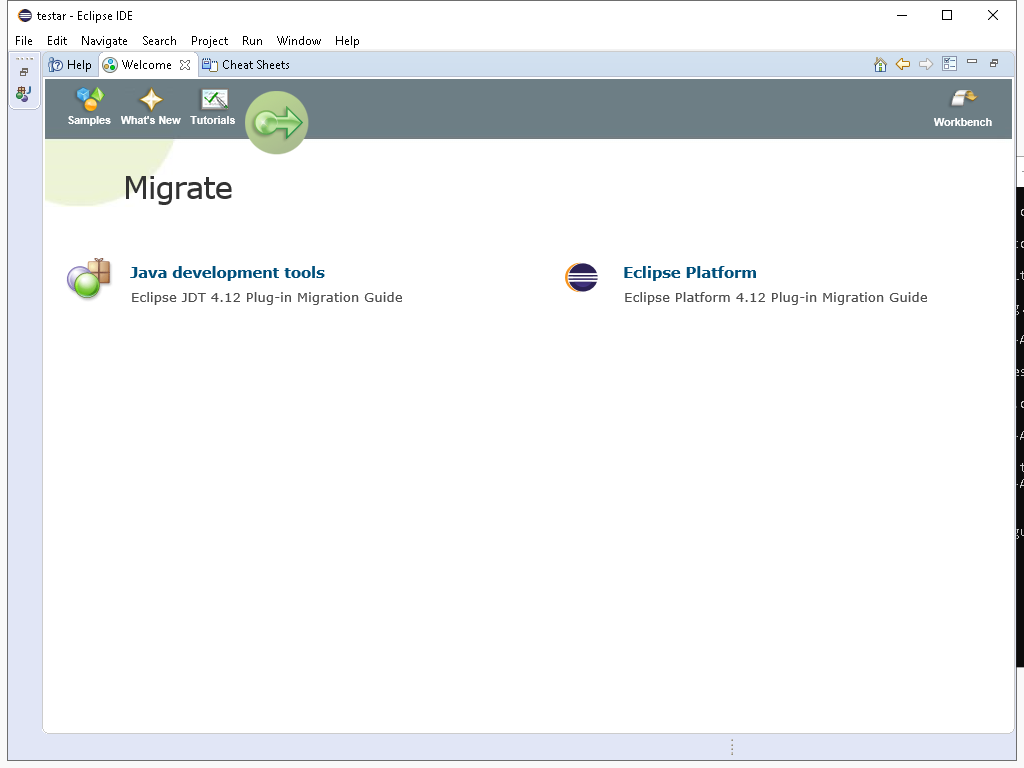 testar - Eclipse IDE
File Edit Navigate Search Project Run Window Help
Help Welcome Cheat Sheets
Samples What's New Tutorials Workbench
Migrate
Java development tools Eclipse Platform
Eclipse JDT 4.12 Plug-in Migration Guide Eclipse Platform 4.12 Plug-in Migration Guide